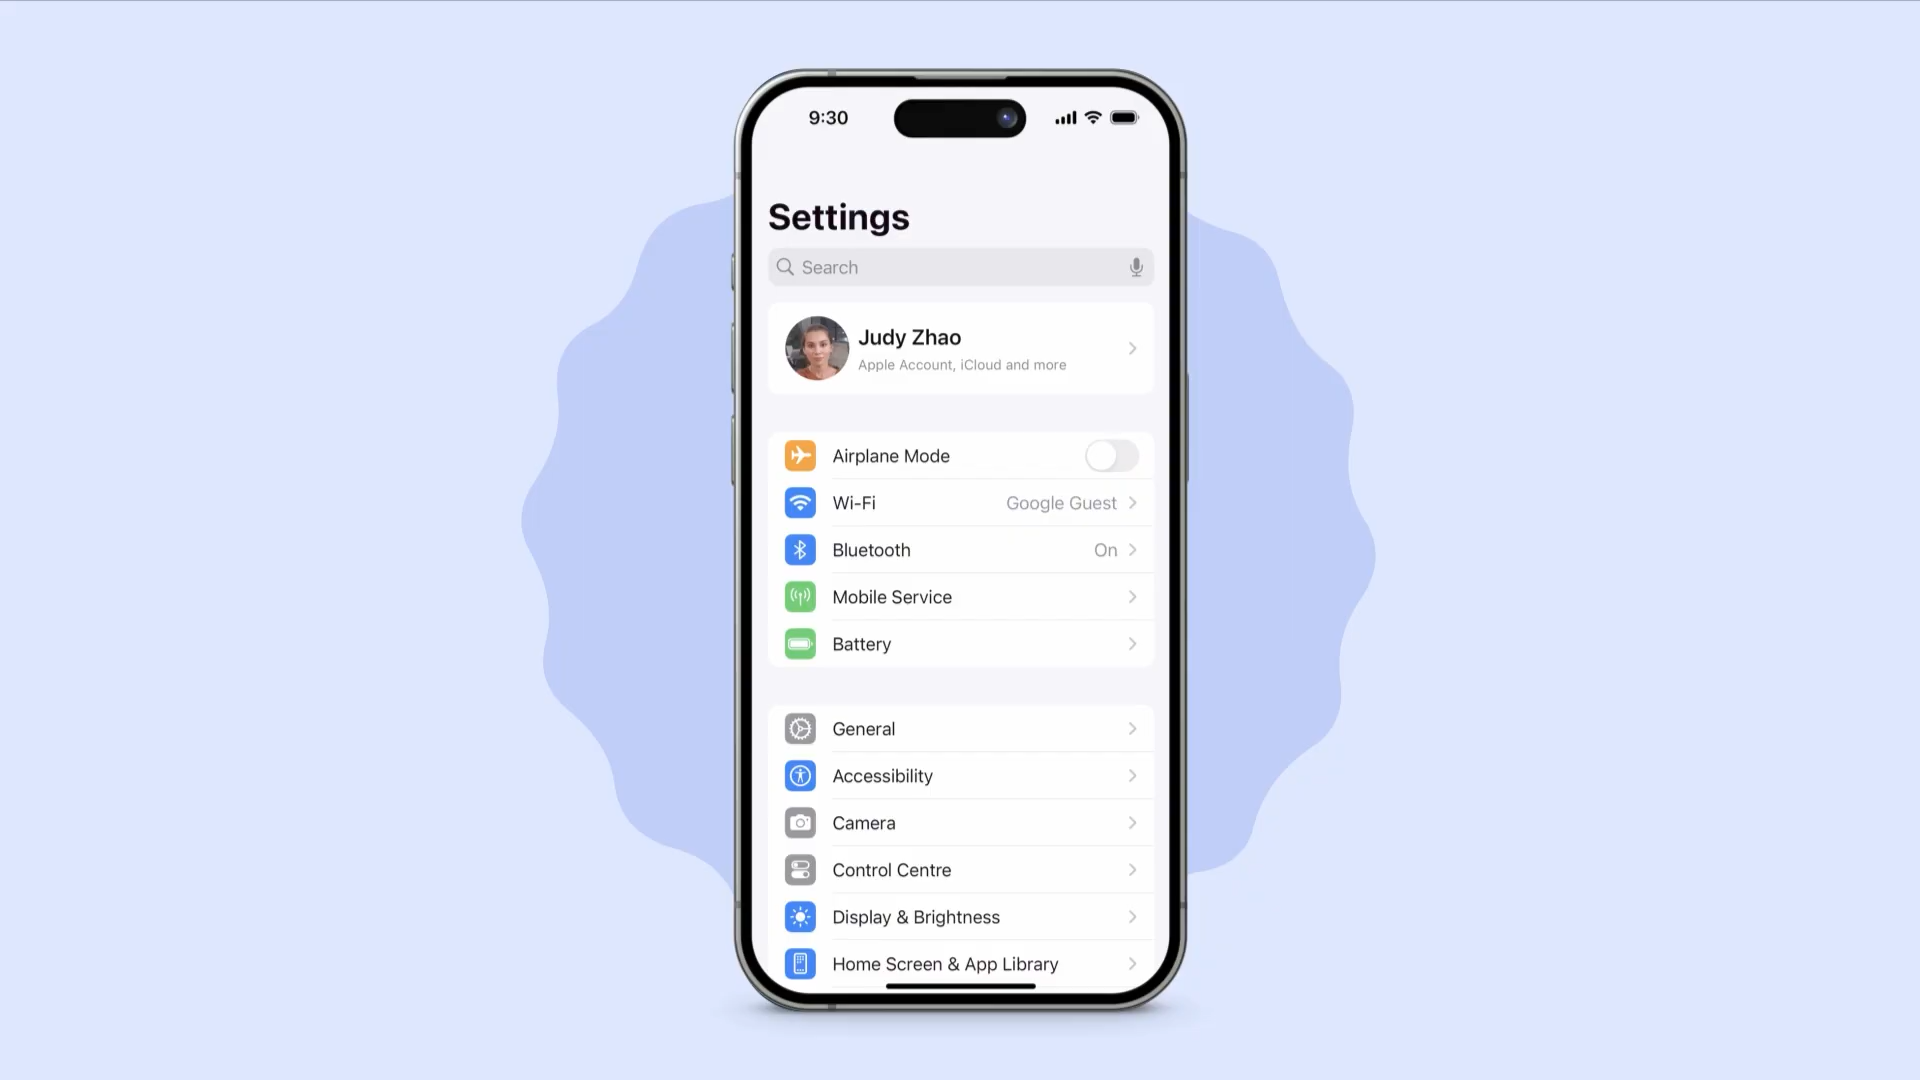 9:30
Settings
Search
Judy Zhao
Apple Account, iCloud and more
Airplane Mode
Wi-Fi Google Guest
Bluetooth On
Mobile Service
Battery
General
Accessibility
Camera
Control Centre
Display & Brightness
Home Screen & App Library